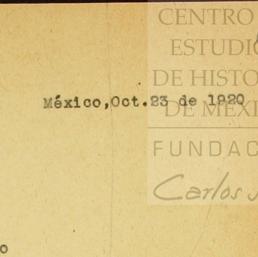 CENTRO
ESTUDIO
DE HISTO
DE MEXI
México,Oct.23 de 1920
FUNDAC
Carlos
o